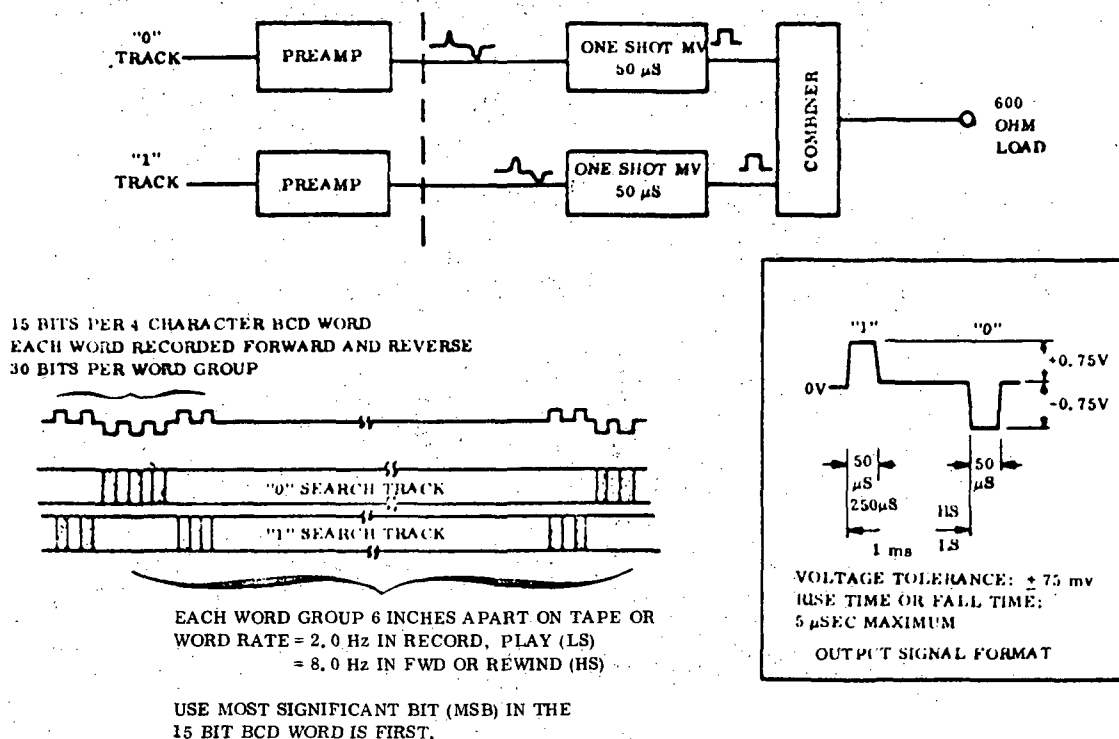 "0"
TRACK
PREAMP
ONE SHOT MV
50 µS
COMBINER
600
OHM
LOAD
"1"
TRACK
PREAMP
ONE SHOT MV
50 µS
15 BITS PER 4 CHARACTER BCD WORD
EACH WORD RECORDED FORWARD AND REVERSE
30 BITS PER WORD GROUP
"0" SEARCH TRACK
"1" SEARCH TRACK
EACH WORD GROUP 6 INCHES APART ON TAPE OR
WORD RATE = 2.0 Hz IN RECORD, PLAY (LS)
= 8.0 Hz IN FWD OR REWIND (HS)
USE MOST SIGNIFICANT BIT (MSB) IN THE
15 BIT BCD WORD IS FIRST.
"1"
"0"
+0.75V
0V
-0.75V
50
µS
50
µS
250µS
HS
1 ms
LS
VOLTAGE TOLERANCE: ± 75 mv
RISE TIME OR FALL TIME:
5 µSEC MAXIMUM
OUTPUT SIGNAL FORMAT